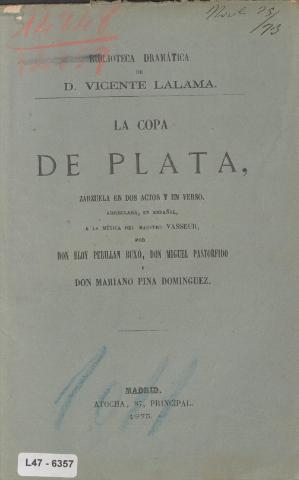 BIBLIOTECA DRAMÁTICA
DE
D. VICENTE LALAMA.
LA COPA
DE PLATA,
ZARZUELA EN DOS ACTOS Y EN VERSO,
ARREGLADA, EN ESPAÑOL,
A LA MÚSICA DEL MAESTRO VASSEUR,
POR
DON ELOY PERILLAN BUXÓ, DON MIGUEL PASTORFIDO
Y
DON MARIANO PINA DOMINGUEZ.
MADRID.
ATOCHA, 87, PRINCIPAL.
1873.
L47 - 6357